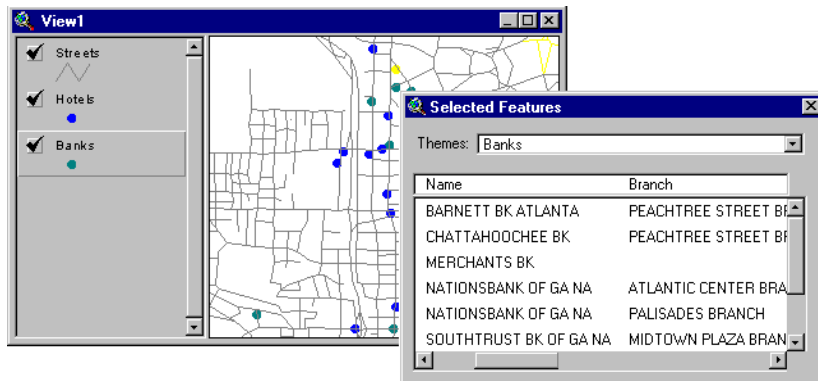 View1
Streets
Hotels
Banks
Selected Features
Themes: Banks
Name Branch
BARNETT BK ATLANTA PEACHTREE STREET
CHATTAHOOCHEE BK PEACHTREE STREET
MERCHANTS BK
NATIONSBANK OF GA NA ATLANTIC CENTER BRA
NATIONSBANK OF GA NA PALISADES BRANCH
SOUTHTRUST BK OF GA NA MIDTOWN PLAZA BRAN